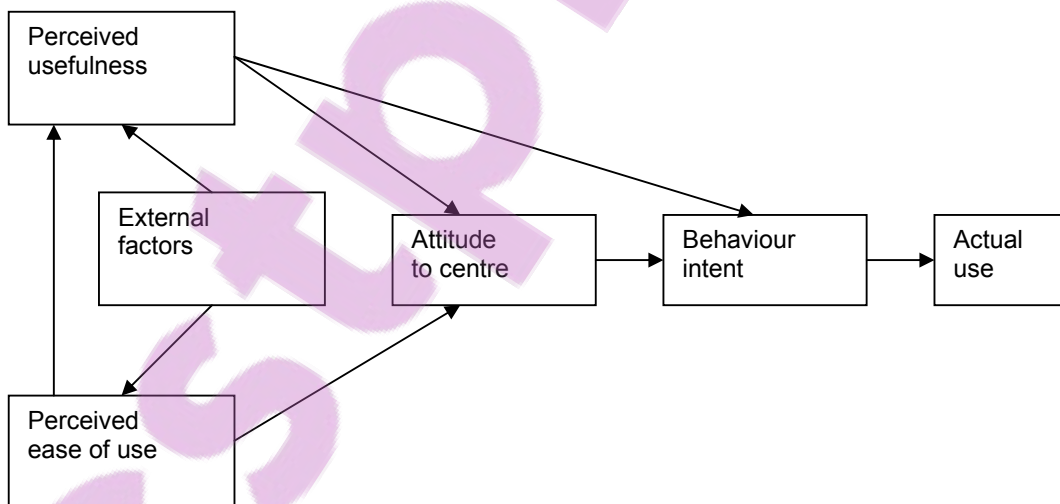 Perceived
usefulness
External
factors
Attitude
to centre
Behaviour
intent
Actual
use
Perceived
ease of use